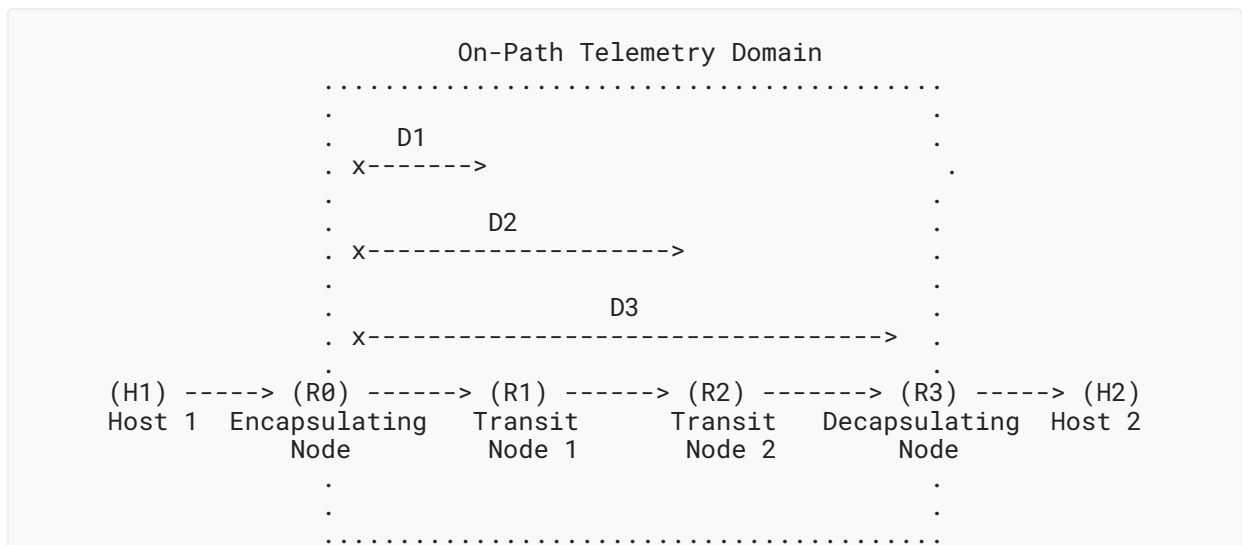 On-Path Telemetry Domain
.........................................
.                                       .
.    D1                                 .
. x------->                              .
.                                       .
.          D2                           .
. x-------------------->                .
.                                       .
.                  D3                   .
. x---------------------------------->  .
.                                       .
(H1) -----> (R0) ------> (R1) ------> (R2) -------> (R3) -----> (H2)
Host 1  Encapsulating   Transit      Transit   Decapsulating  Host 2
Node         Node 1       Node 2        Node
.                                       .
.                                       .
.........................................